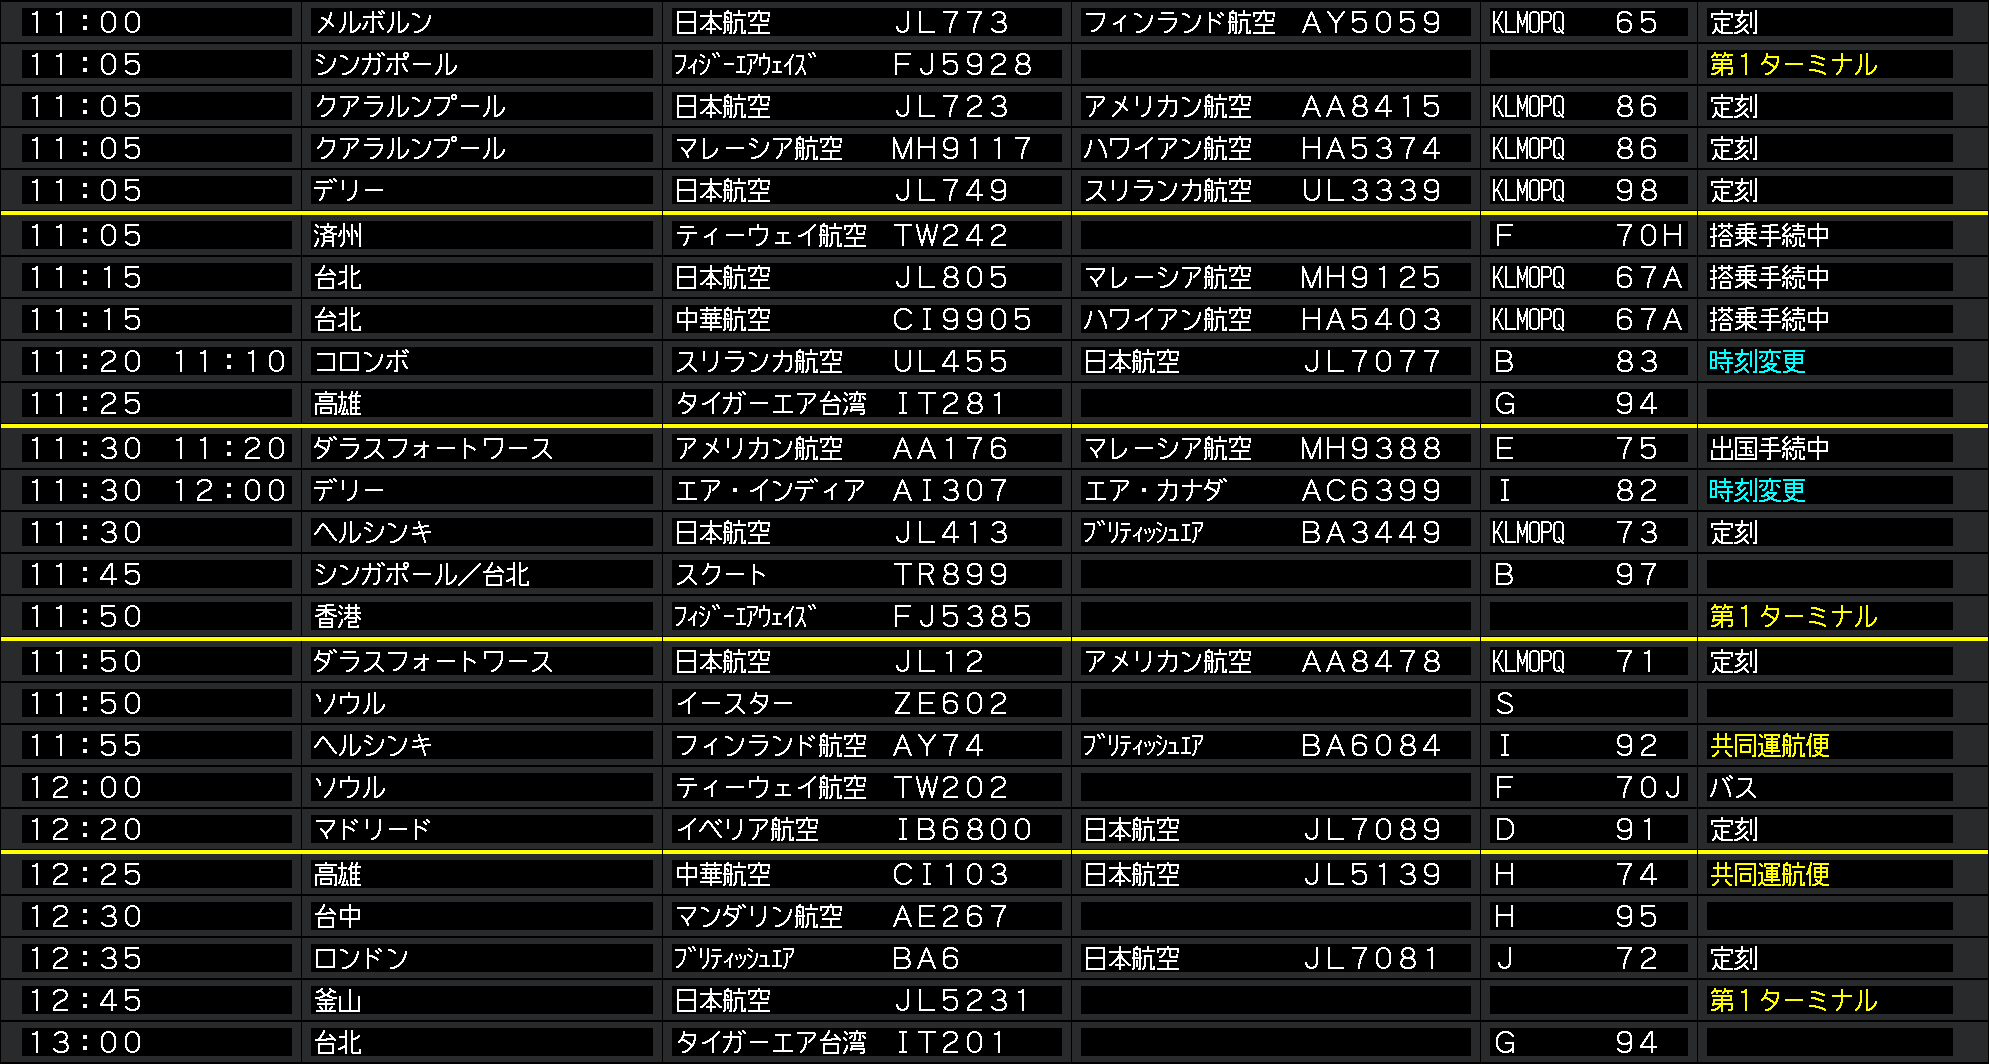 11:00 メルボルン 日本航空 JL773 フィンランド航空 AY5059 KLMOPQ 65 定刻
11:05 シンガポール フィジーエアウェイズ FJ5928 第1ターミナル
11:05 クアラルンプール 日本航空 JL723 アメリカン航空 AA8415 KLMOPQ 86 定刻
11:05 クアラルンプール マレーシア航空 MH9117 ハワイアン航空 HA5374 KLMOPQ 86 定刻
11:05 デリー 日本航空 JL749 スリランカ航空 UL3339 KLMOPQ 98 定刻
11:05 済州 ティーウェイ航空 TW242 F 70H 搭乗手続中
11:15 台北 日本航空 JL805 マレーシア航空 MH9125 KLMOPQ 67A 搭乗手続中
11:15 台北 中華航空 CI9905 ハワイアン航空 HA5403 KLMOPQ 67A 搭乗手続中
11:20 11:10 コロンボ スリランカ航空 UL455 日本航空 JL7077 B 83 時刻変更
11:25 高雄 タイガーエア台湾 IT281 G 94
11:30 11:20 ダラスフォートワース アメリカン航空 AA176 マレーシア航空 MH9388 E 75 出国手続中
11:30 12:00 デリー エア・インディア AI307 エア・カナダ AC6399 I 82 時刻変更
11:30 ヘルシンキ 日本航空 JL413 ブリティッシュエア BA3449 KLMOPQ 73 定刻
11:45 シンガポール/台北 スクート TR899 B 97
11:50 香港 フィジーエアウェイズ FJ5385 第1ターミナル
11:50 ダラスフォートワース 日本航空 JL12 アメリカン航空 AA8478 KLMOPQ 71 定刻
11:50 ソウル イースター ZE602 S
11:55 ヘルシンキ フィンランド航空 AY74 ブリティッシュエア BA6084 I 92 共同運航便
12:00 ソウル ティーウェイ航空 TW202 F 70J バス
12:20 マドリード イベリア航空 IB6800 日本航空 JL7089 D 91 定刻
12:25 高雄 中華航空 CI103 日本航空 JL5139 H 74 共同運航便
12:30 台中 マンダリン航空 AE267 H 95
12:35 ロンドン ブリティッシュエア BA6 日本航空 JL7081 J 72 定刻
12:45 釜山 日本航空 JL5231 第1ターミナル
13:00 台北 タイガーエア台湾 IT201 G 94